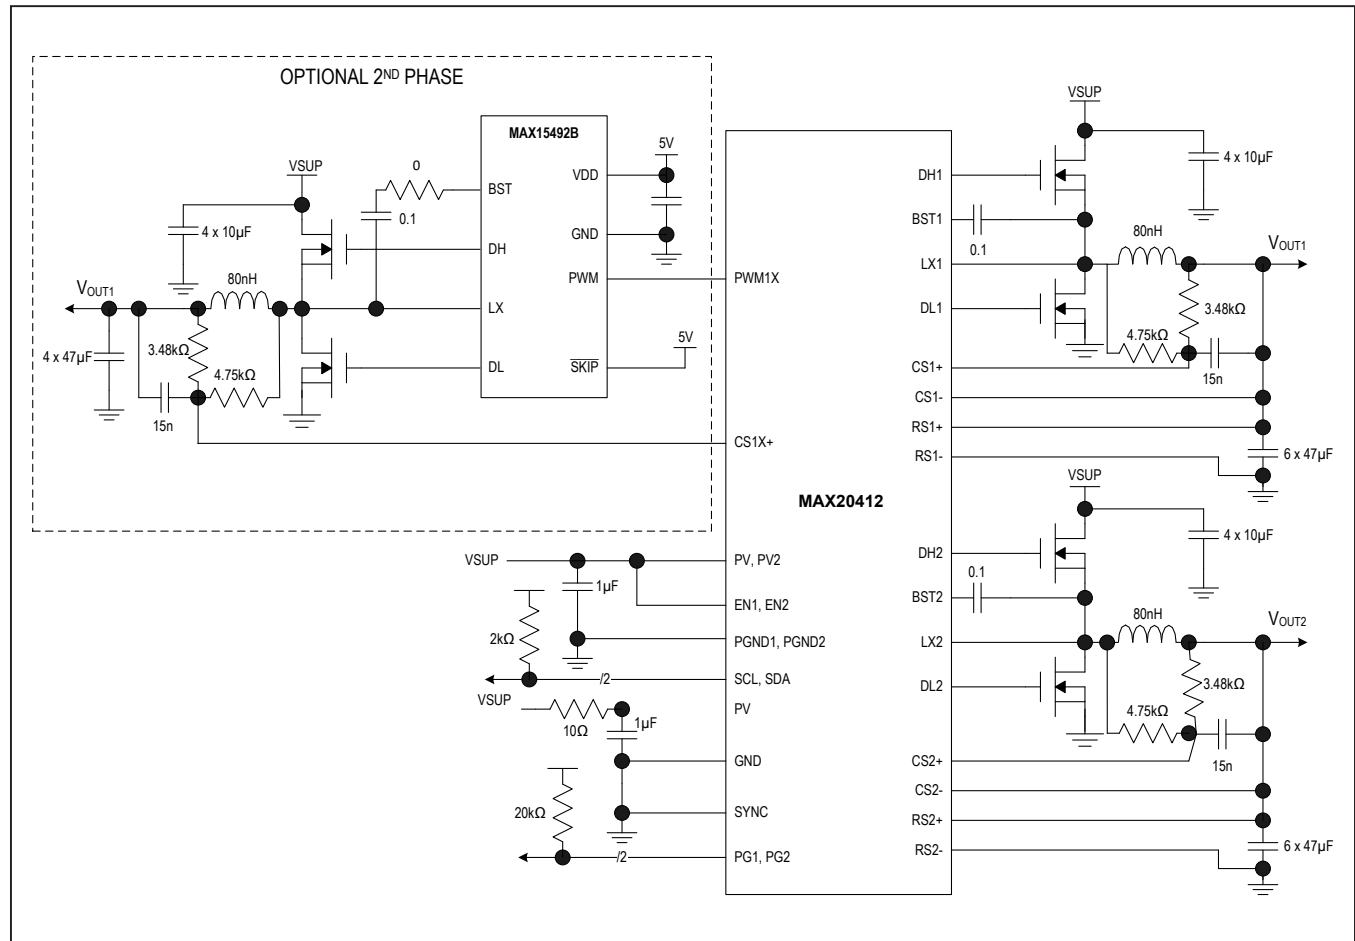 OPTIONAL 2ND PHASE
MAX15492B
VSUP
0
BST
VDD
5V
0.1
4 x 10µF
DH
GND
80nH
PWM
VOUT1
LX
4 x 47µF
3.48kΩ
4.75kΩ
DL
SKIP
5V
15n
PWM1X
CS1X+
MAX20412
VSUP
4 x 10µF
DH1
BST1
0.1
80nH
VOUT1
LX1
DL1
3.48kΩ
4.75kΩ
CS1+
15n
CS1-
RS1+
RS1-
6 x 47µF
VSUP
4 x 10µF
DH2
0.1
BST2
80nH
VOUT2
LX2
DL2
3.48kΩ
4.75kΩ
CS2+
15n
CS2-
RS2+
RS2-
6 x 47µF
VSUP
PV, PV2
1µF
EN1, EN2
2kΩ
PGND1, PGND2
/2
SCL, SDA
VSUP
PV
10Ω
1µF
GND
20kΩ
SYNC
/2
PG1, PG2